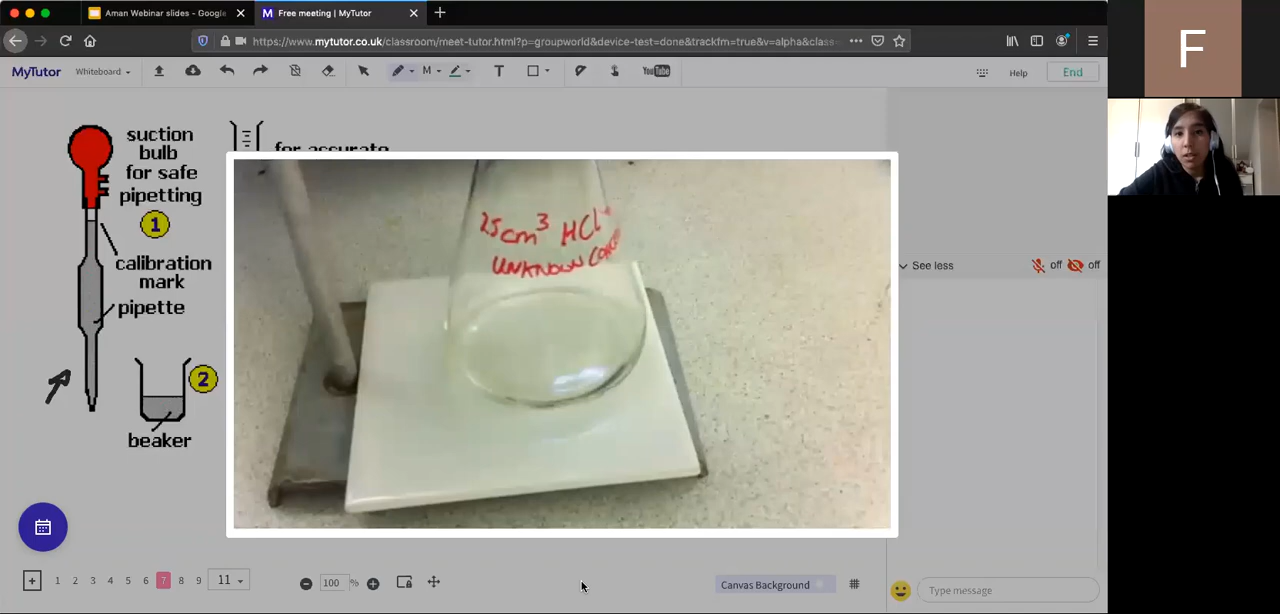 Aman Webinar slides - Google
Free meeting | MyTutor
https://www.mytutor.co.uk/classroom/meet-tutor.html?p=groupworld&device-test=done&trackfm=true&v=alpha&class
MyTutor
Whiteboard
M
T
YouTube
Help
End
F
suction
bulb
for safe
pipetting
1
calibration
mark
pipette
2
beaker
for accurate
25cm³ HCl
UNKNOWN
See less
off
off
1 2 3 4 5 6 7 8 9 11
100 %
Canvas Background
Type message